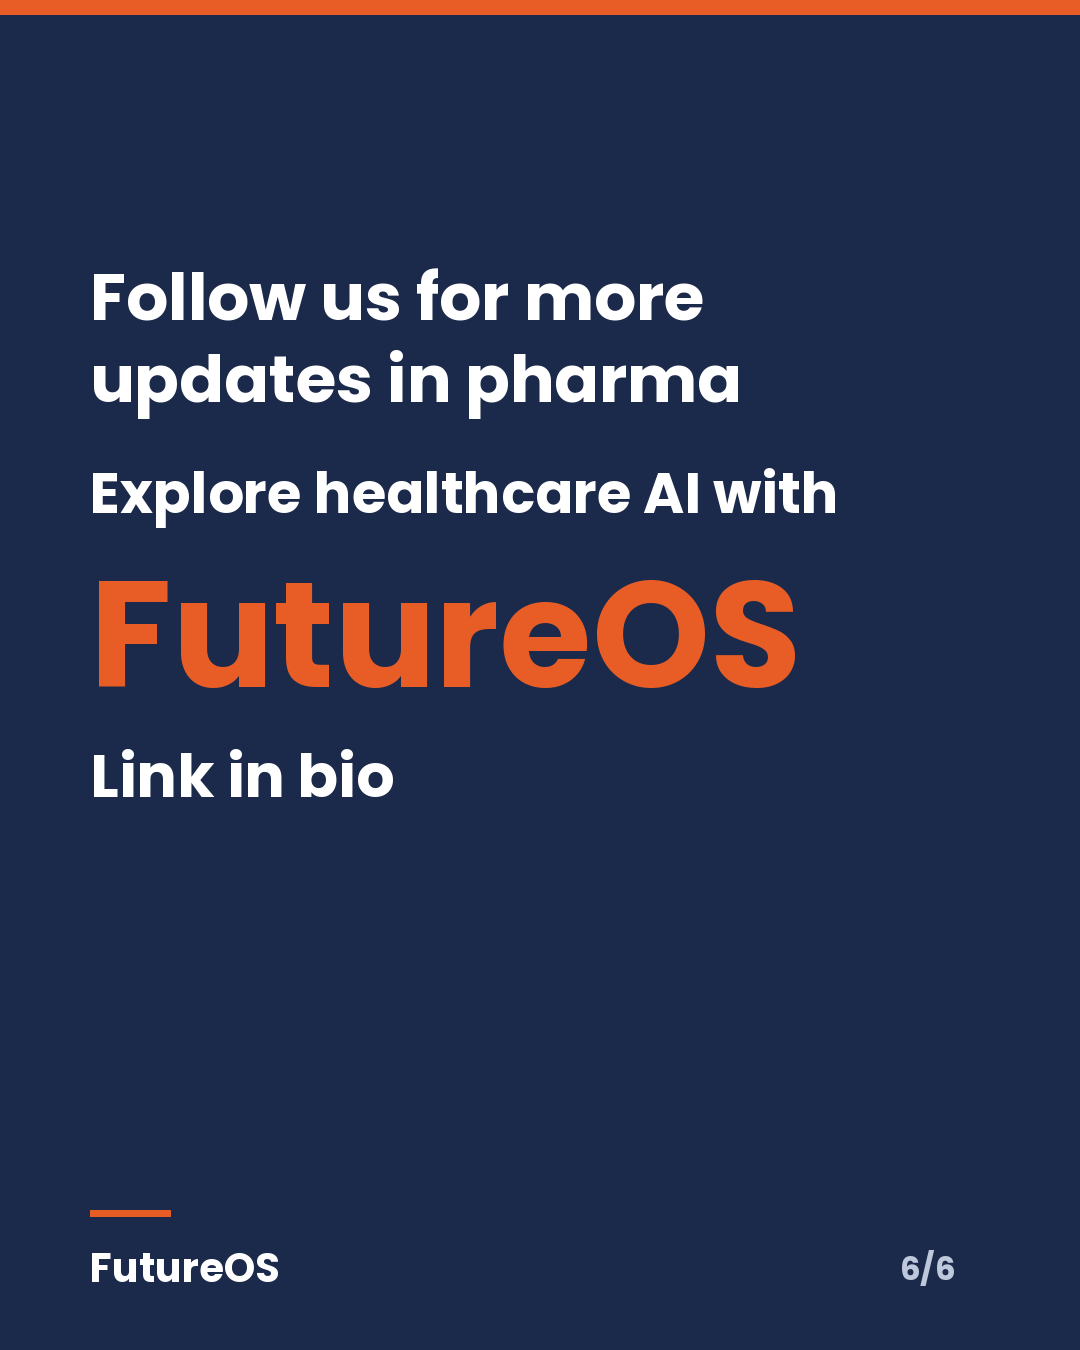 Follow us for more
updates in pharma
Explore healthcare AI with
FutureOS
Link in bio
FutureOS
6/6